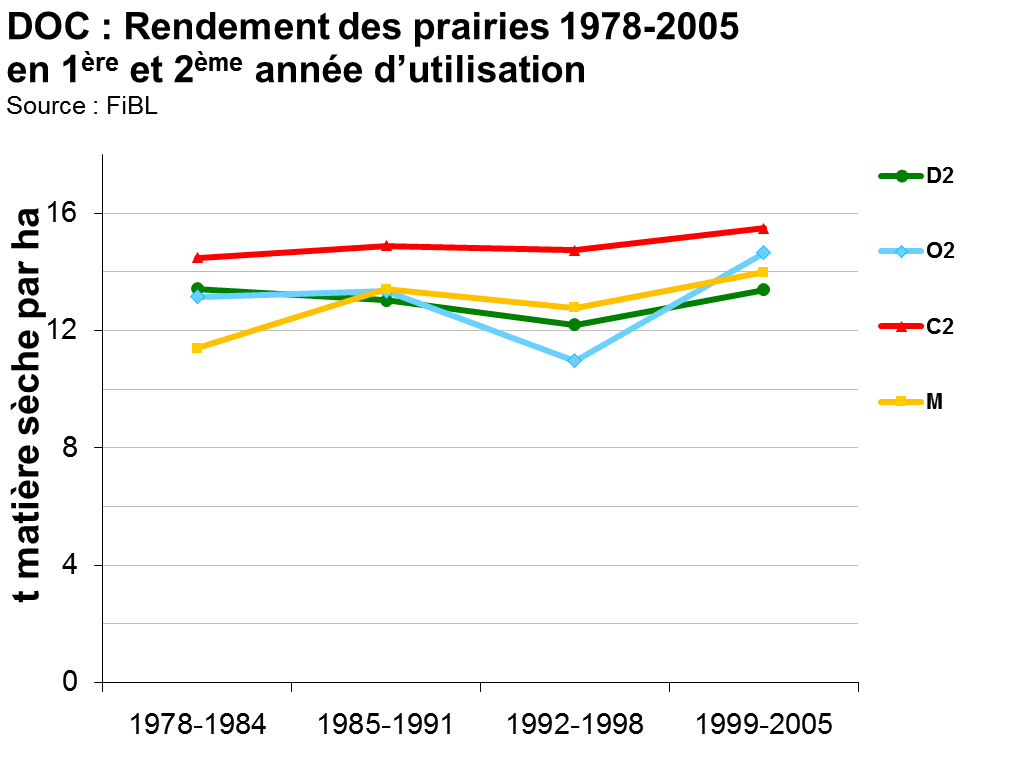 DOC : Rendement des prairies 1978-2005
en 1ère et 2ème année d’utilisation
Source : FiBL
t matière sèche par ha
16
12
8
4
0
1978-1984 1985-1991 1992-1998 1999-2005
D2
O2
C2
M